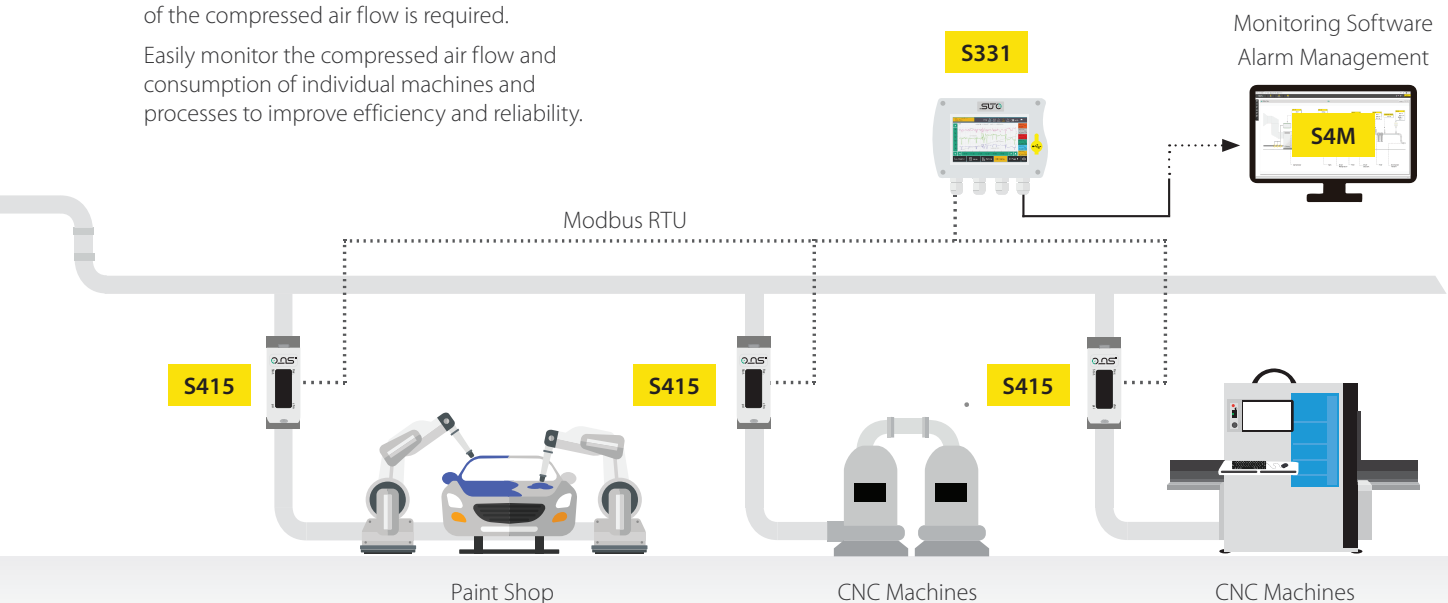 of the compressed air flow is required.
Easily monitor the compressed air flow and
consumption of individual machines and
processes to improve efficiency and reliability.
Monitoring Software
Alarm Management
S331
SUTO
S4M
Modbus RTU
S415
S415
S415
Paint Shop
CNC Machines
CNC Machines